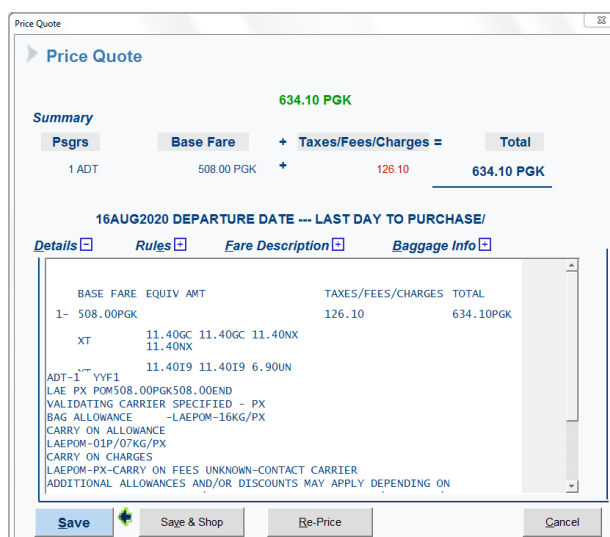 Price Quote
Price Quote
634.10 PGK
Summary
Psgrs Base Fare + Taxes/Fees/Charges = Total
1 ADT 508.00 PGK + 126.10 634.10 PGK
16AUG2020 DEPARTURE DATE --- LAST DAY TO PURCHASE/
Details Rules Fare Description Baggage Info
BASE FARE EQUIV AMT TAXES/FEES/CHARGES TOTAL
1- 508.00PGK 126.10 634.10PGK
XT 11.40GC 11.40GC 11.40NX
11.40NX
11.40I9 11.40I9 6.90UN
ADT-1 YYF1
LAE PX POM508.00PGK508.00END
VALIDATING CARRIER SPECIFIED - PX
BAG ALLOWANCE -LAEPOM-16KG/PX
CARRY ON ALLOWANCE
LAEPOM-01P/07KG/PX
CARRY ON CHARGES
LAEPOM-PX-CARRY ON FEES UNKNOWN-CONTACT CARRIER
ADDITIONAL ALLOWANCES AND/OR DISCOUNTS MAY APPLY DEPENDING ON
Save Save & Shop Re-Price Cancel